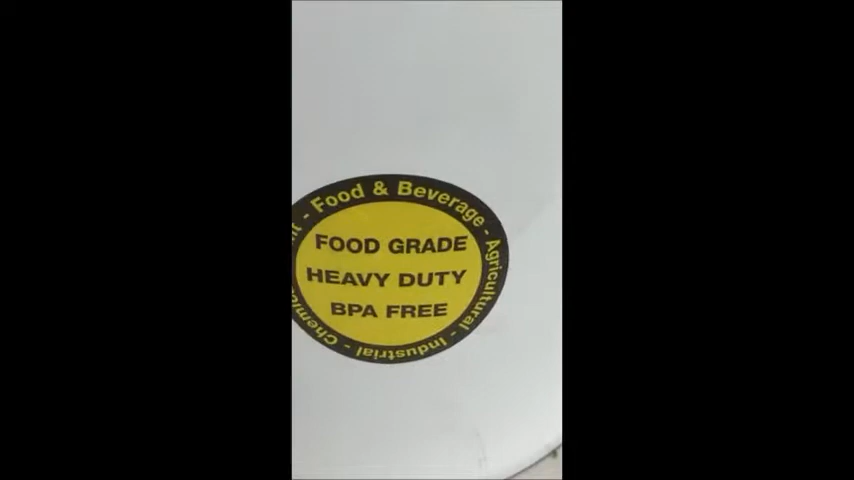 Food & Beverage - Agricultural - Industrial -
FOOD GRADE
HEAVY DUTY
BPA FREE